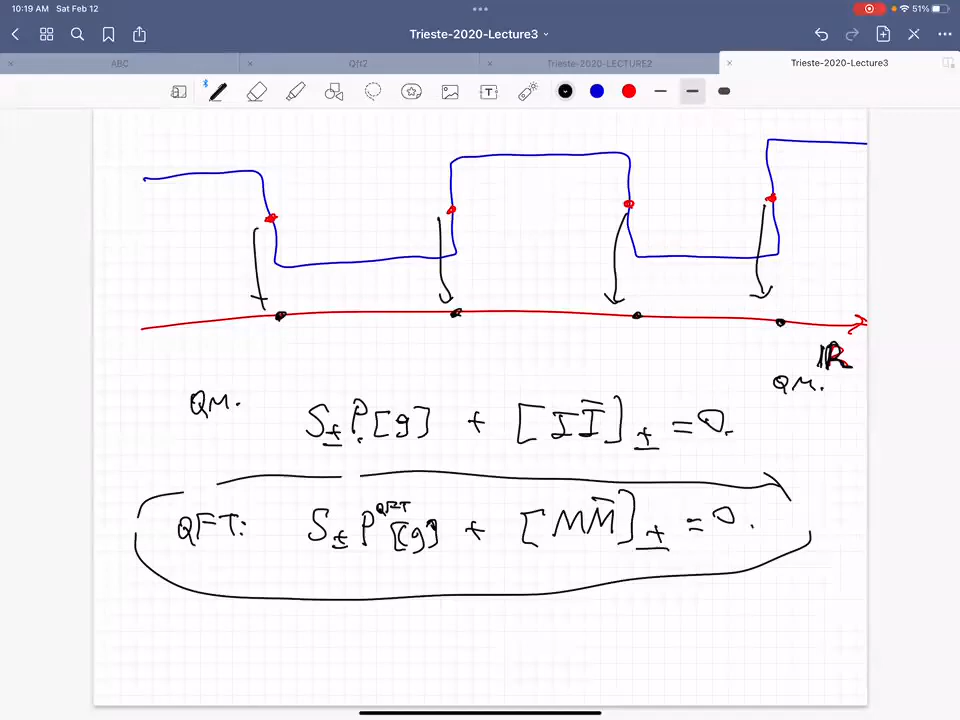 10:19 AM Sat Feb 12 51%
Trieste-2020-Lecture3
ABC Qft2 Trieste-2020-LECTURE2 Trieste-2020-Lecture3
T
ℝ
QM.
QM. S± P[g] + [I Ī]± = 0.
QFT: S± P^QFT [g] + [M M̄]± = 0.